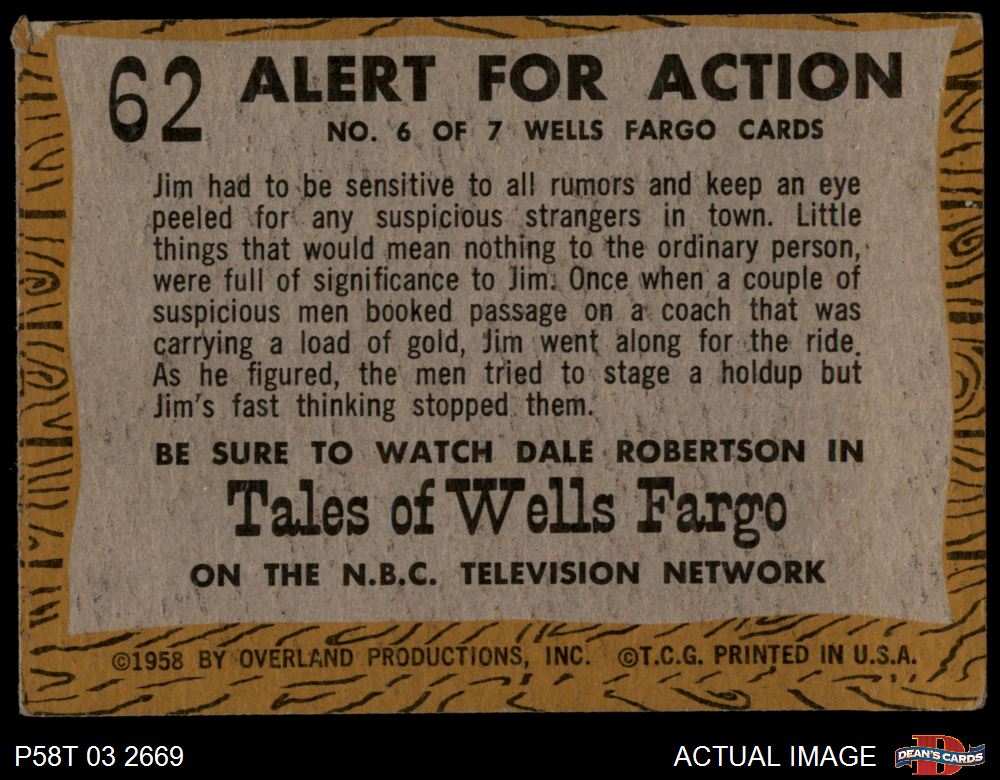 62 ALERT FOR ACTION
NO. 6 OF 7 WELLS FARGO CARDS
Jim had to be sensitive to all rumors and keep an eye
peeled for any suspicious strangers in town. Little
things that would mean nothing to the ordinary person,
were full of significance to Jim. Once when a couple of
suspicious men booked passage on a coach that was
carrying a load of gold, Jim went along for the ride.
As he figured, the men tried to stage a holdup but
Jim's fast thinking stopped them.
BE SURE TO WATCH DALE ROBERTSON IN
Tales of Wells Fargo
ON THE N.B.C. TELEVISION NETWORK
©1958 BY OVERLAND PRODUCTIONS, INC. ©T.C.G. PRINTED IN U.S.A.
P58T 03 2669 ACTUAL IMAGE DEAN'S CARDS